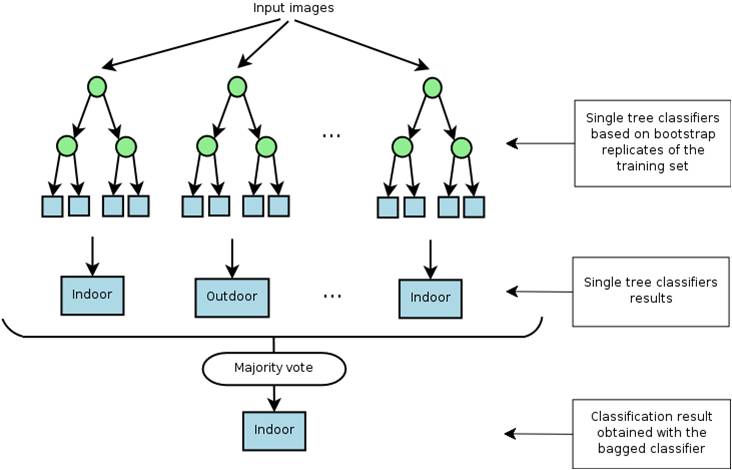 Input images
Single tree classifiers
based on bootstrap
replicates of the
training set
...
Indoor
Outdoor
...
Indoor
Single tree classifiers
results
Majority vote
Indoor
Classification result
obtained with the
bagged classifier